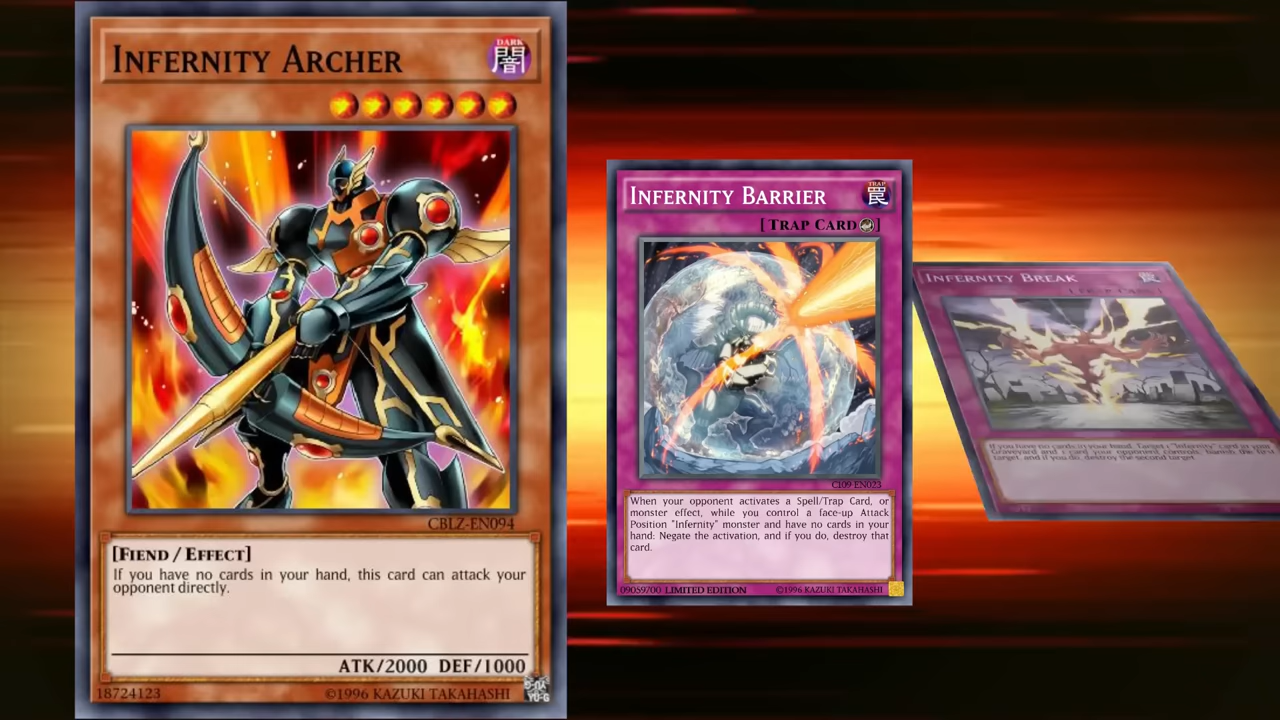 INFERNITY ARCHER
DARK
闇
CBLZ-EN094
[FIEND / EFFECT]
If you have no cards in your hand, this card can attack your
opponent directly.
ATK/2000 DEF/1000
18724123
©1996 KAZUKI TAKAHASHI
INFERNITY BARRIER
TRAP
罠
[TRAP CARD]
CI09-EN023
When your opponent activates a Spell/Trap Card, or
monster effect, while you control a face-up Attack
Position "Infernity" monster and have no cards in your
hand: Negate the activation, and if you do, destroy that
card.
09059700 LIMITED EDITION
©1996 KAZUKI TAKAHASHI
INFERNITY BREAK
If you have no cards in your hand: Target 1 "Infernity" card in your
Graveyard and 1 card your opponent controls; banish the first
target, and if you do, destroy the second target.